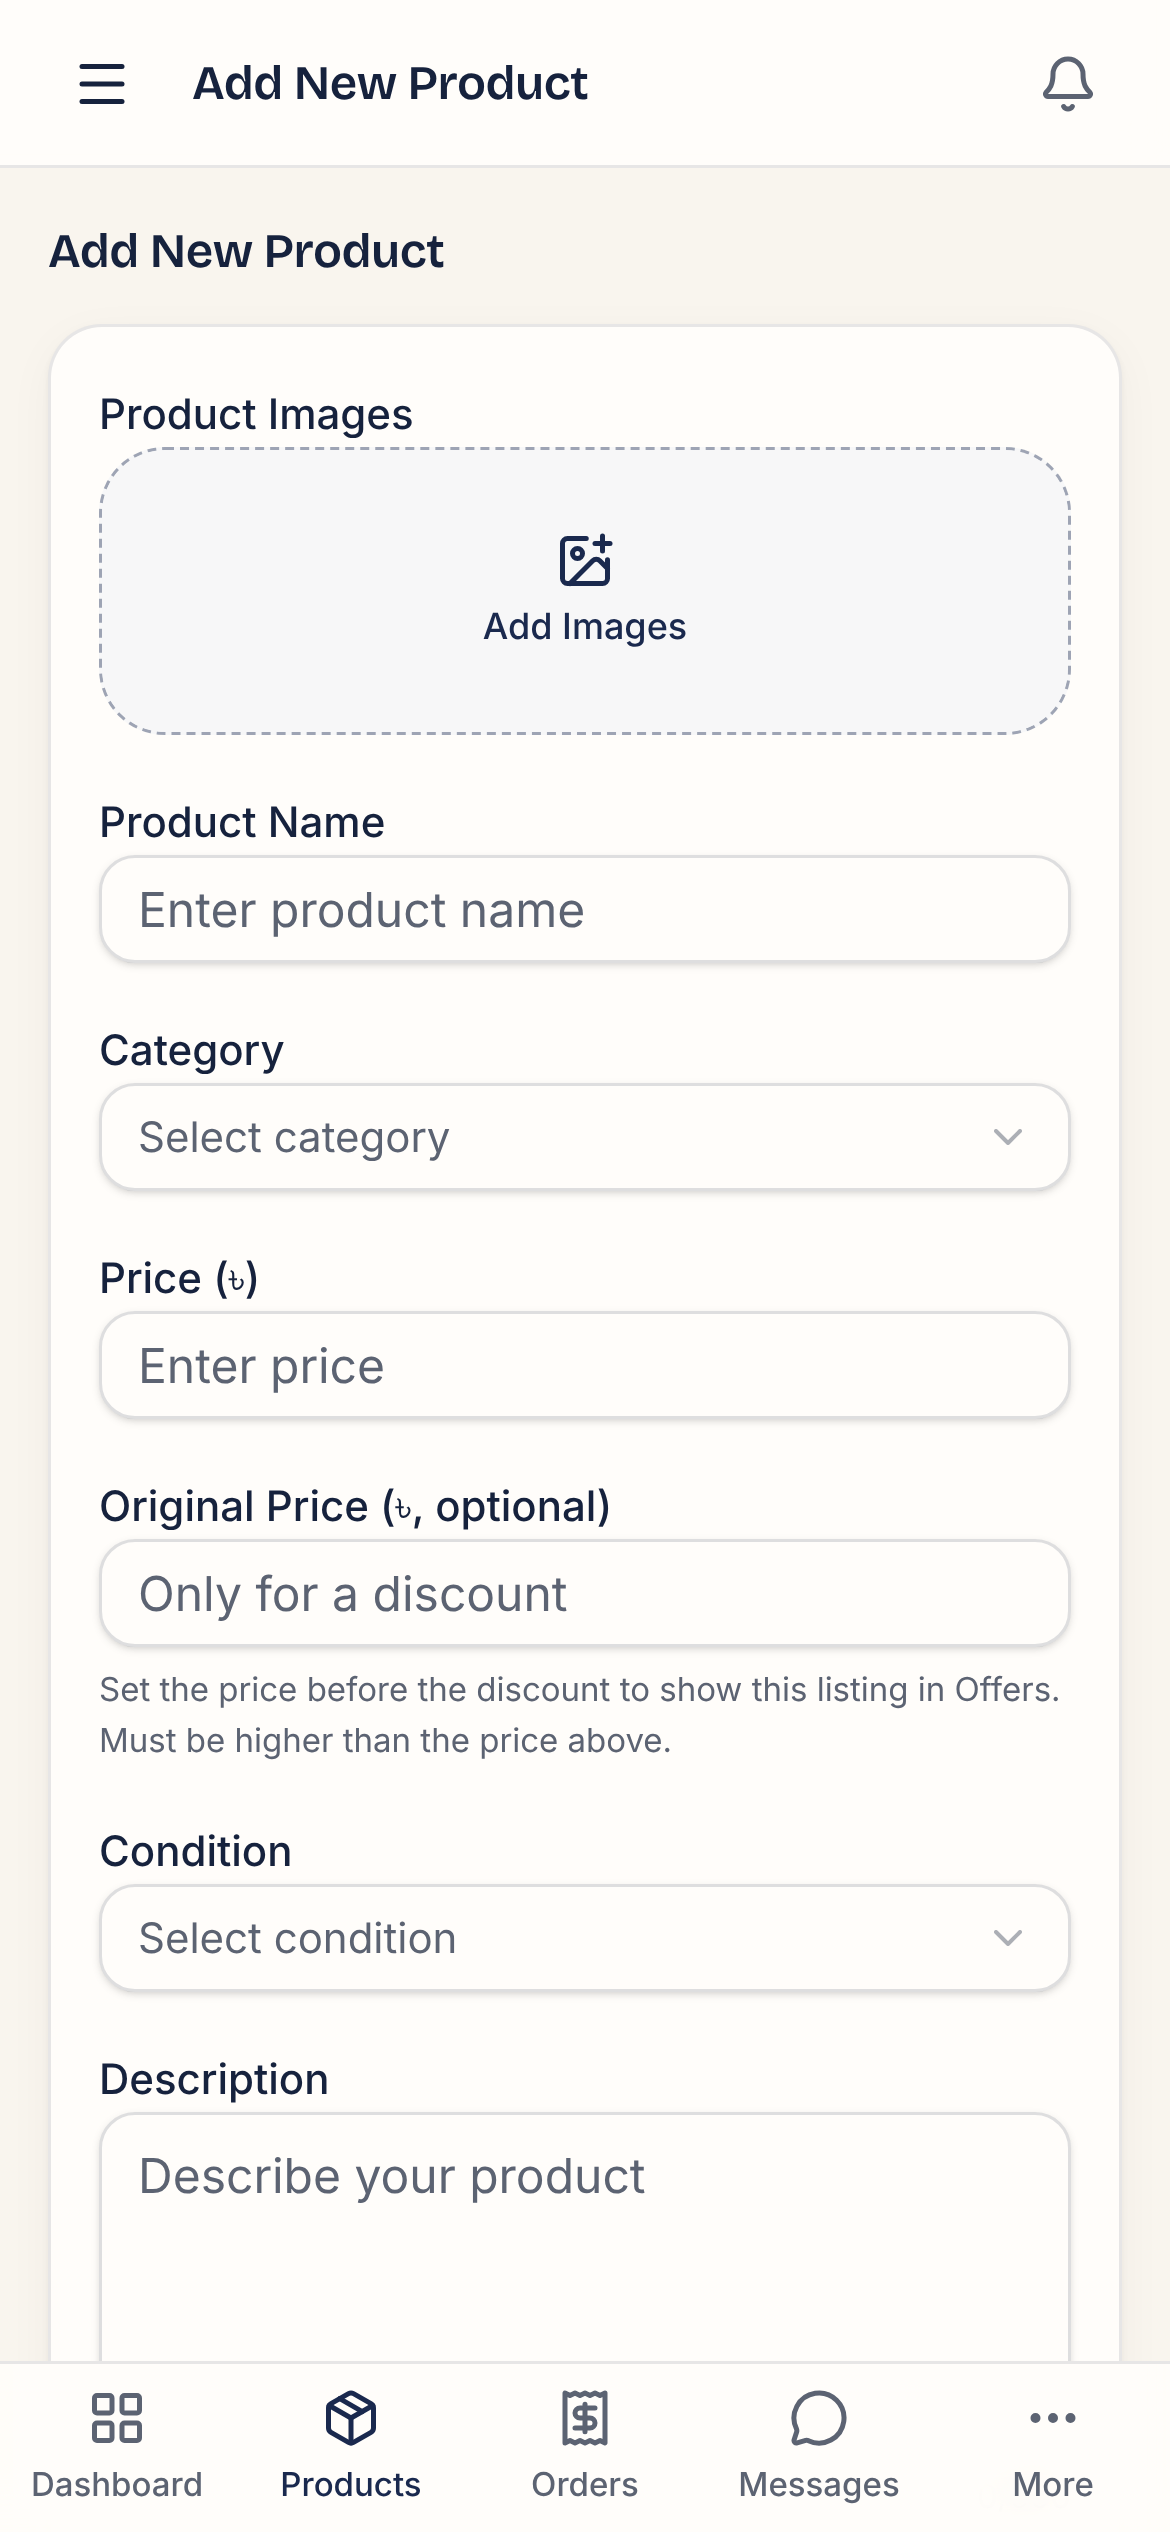 Add New Product
Add New Product
Product Images
Add Images
Product Name
Enter product name
Category
Select category
Price (৳)
Enter price
Original Price (৳, optional)
Only for a discount
Set the price before the discount to show this listing in Offers.
Must be higher than the price above.
Condition
Select condition
Description
Describe your product
Dashboard
Products
Orders
Messages
More